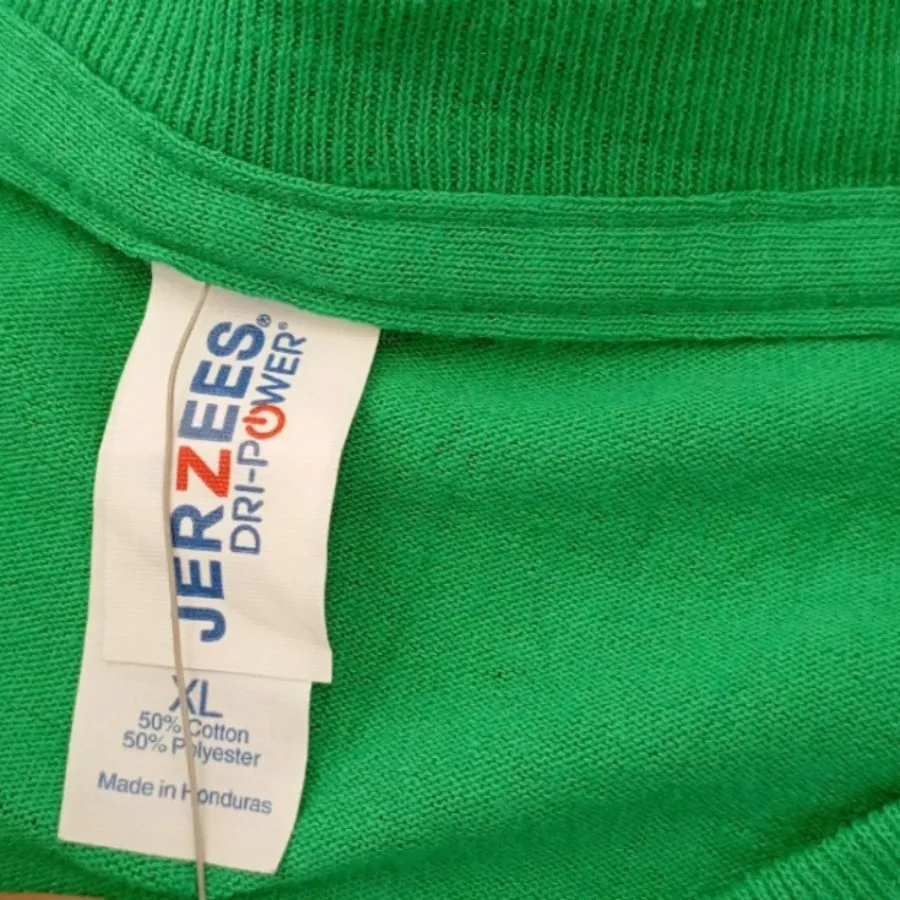 JERZEES®
DRI-POWER®
XL
50% Cotton
50% Polyester
Made in Honduras